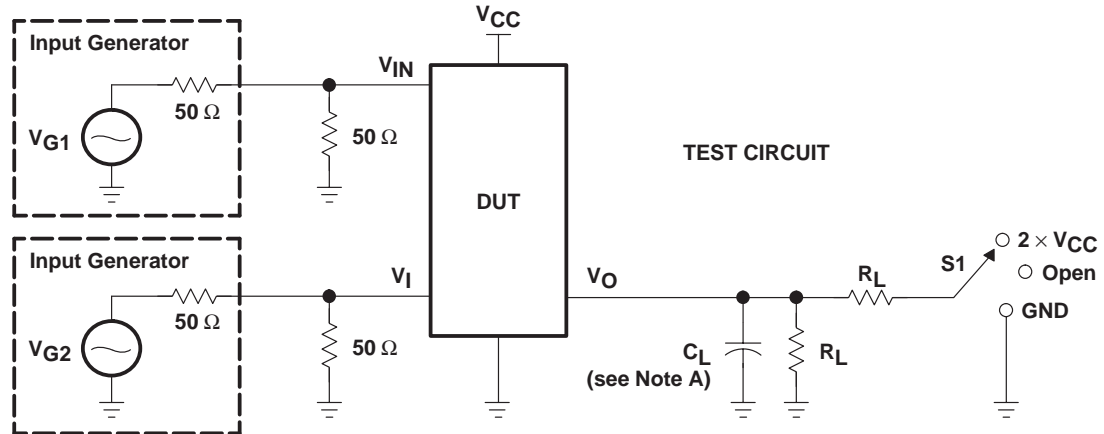 V_CC
Input Generator
V_IN
50 Ω
50 Ω
V_G1
TEST CIRCUIT
DUT
Input Generator
V_I
V_O
50 Ω
50 Ω
V_G2
R_L
S1
2 × V_CC
Open
GND
C_L
(see Note A)
R_L